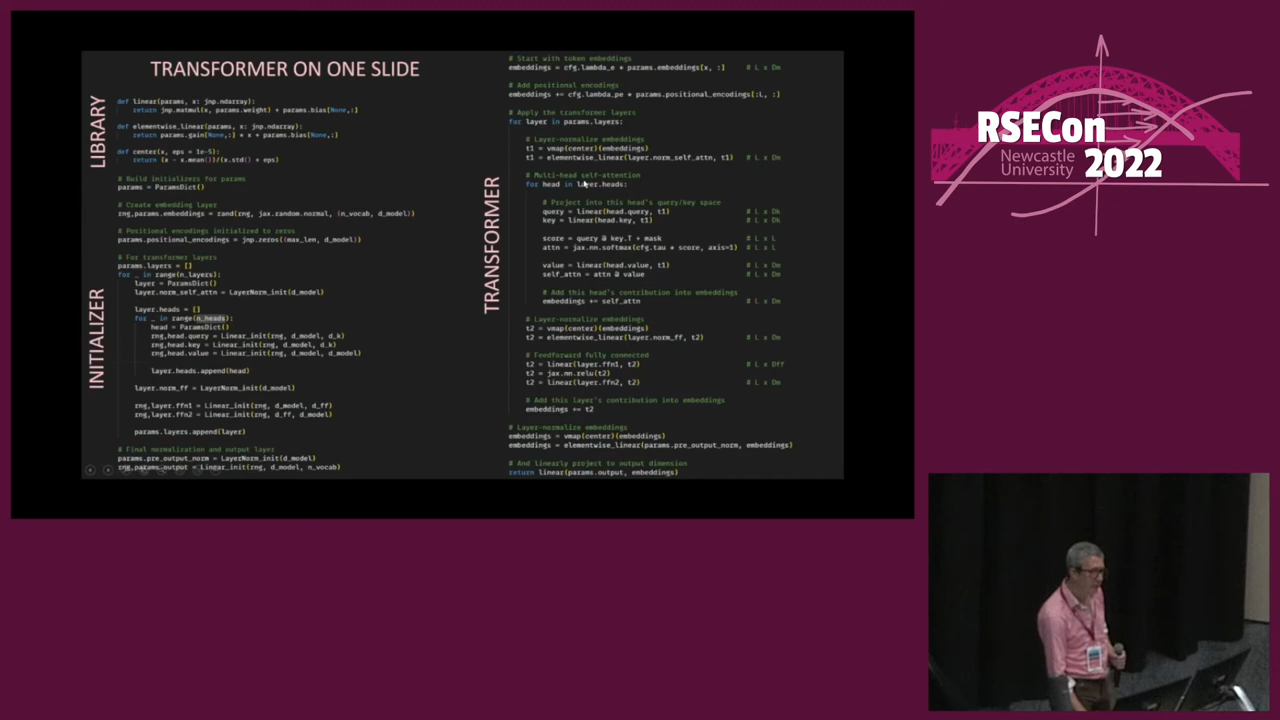 TRANSFORMER ON ONE SLIDE
LIBRARY
def linear(params, x: jnp.ndarray):
return jnp.matmul(x, params.weight) + params.bias[None,:]
def elementwise_linear(params, x: jnp.ndarray):
return params.gain[None,:] * x + params.bias[None,:]
def center(x, eps = 1e-5):
return (x - x.mean())/(x.std() + eps)
INITIALIZER
# Build initializers for params
params = ParamsDict()
# Create embedding layer
rng,params.embeddings = rand(rng, jax.random.normal, (n_vocab, d_model))
# Positional encodings initialized to zeros
params.positional_encodings = jnp.zeros((max_len, d_model))
# For transformer layers
params.layers = []
for _ in range(n_layers):
layer = ParamsDict()
layer.norm_self_attn = LayerNorm_init(d_model)
layer.heads = []
for _ in range(n_heads):
head = ParamsDict()
rng,head.query = Linear_init(rng, d_model, d_k)
rng,head.key = Linear_init(rng, d_model, d_k)
rng,head.value = Linear_init(rng, d_model, d_model)
layer.heads.append(head)
layer.norm_ff = LayerNorm_init(d_model)
rng,layer.ffn1 = Linear_init(rng, d_model, d_ff)
rng,layer.ffn2 = Linear_init(rng, d_ff, d_model)
params.layers.append(layer)
# Final normalization and output layer
params.pre_output_norm = LayerNorm_init(d_model)
rng,params.output = Linear_init(rng, d_model, n_vocab)
TRANSFORMER
# Start with token embeddings
embeddings = cfg.lambda_e * params.embeddings[x, :] # L x Dm
# Add positional encodings
embeddings += cfg.lambda_pe * params.positional_encodings[:L, :]
# Apply the transformer layers
for layer in params.layers:
# Layer-normalize embeddings
t1 = vmap(center)(embeddings)
t1 = elementwise_linear(layer.norm_self_attn, t1) # L x Dm
# Multi-head self-attention
for head in layer.heads:
# Project into this head's query/key space
query = linear(head.query, t1) # L x Dk
key = linear(head.key, t1) # L x Dk
score = query @ key.T + mask # L x L
attn = jax.nn.softmax(cfg.tau * score, axis=1) # L x L
value = linear(head.value, t1) # L x Dm
self_attn = attn @ value # L x Dm
# Add this head's contribution into embeddings
embeddings += self_attn # L x Dm
# Layer-normalize embeddings
t2 = vmap(center)(embeddings)
t2 = elementwise_linear(layer.norm_ff, t2) # L x Dm
# Feedforward fully connected
t2 = linear(layer.ffn1, t2) # L x Dff
t2 = jax.nn.relu(t2)
t2 = linear(layer.ffn2, t2) # L x Dm
# Add this layer's contribution into embeddings
embeddings += t2
# Layer-normalize embeddings
embeddings = vmap(center)(embeddings)
embeddings = elementwise_linear(params.pre_output_norm, embeddings)
# And linearly project to output dimension
return linear(params.output, embeddings)
RSECon
Newcastle
University
2022